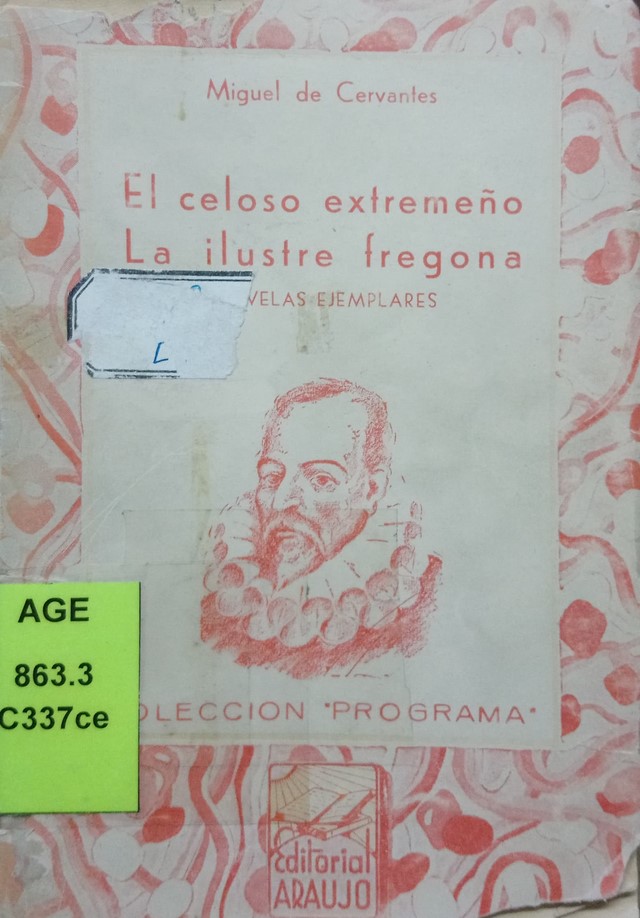 Miguel de Cervantes
El celoso extremeño
La ilustre fregona
VELAS EJEMPLARES
AGE
863.3
C337ce
OLECCION "PROGRAMA"
Editorial
ARAUJO